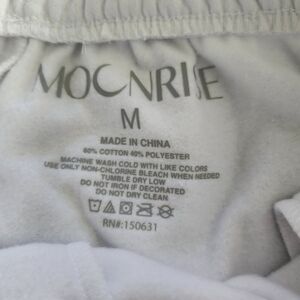 MOONRISE
M
MADE IN CHINA
60% COTTON 40% POLYESTER
MACHINE WASH COLD WITH LIKE COLORS
USE ONLY NON-CHLORINE BLEACH WHEN NEEDED
TUMBLE DRY LOW
DO NOT IRON IF DECORATED
DO NOT DRY CLEAN
RN#:150631